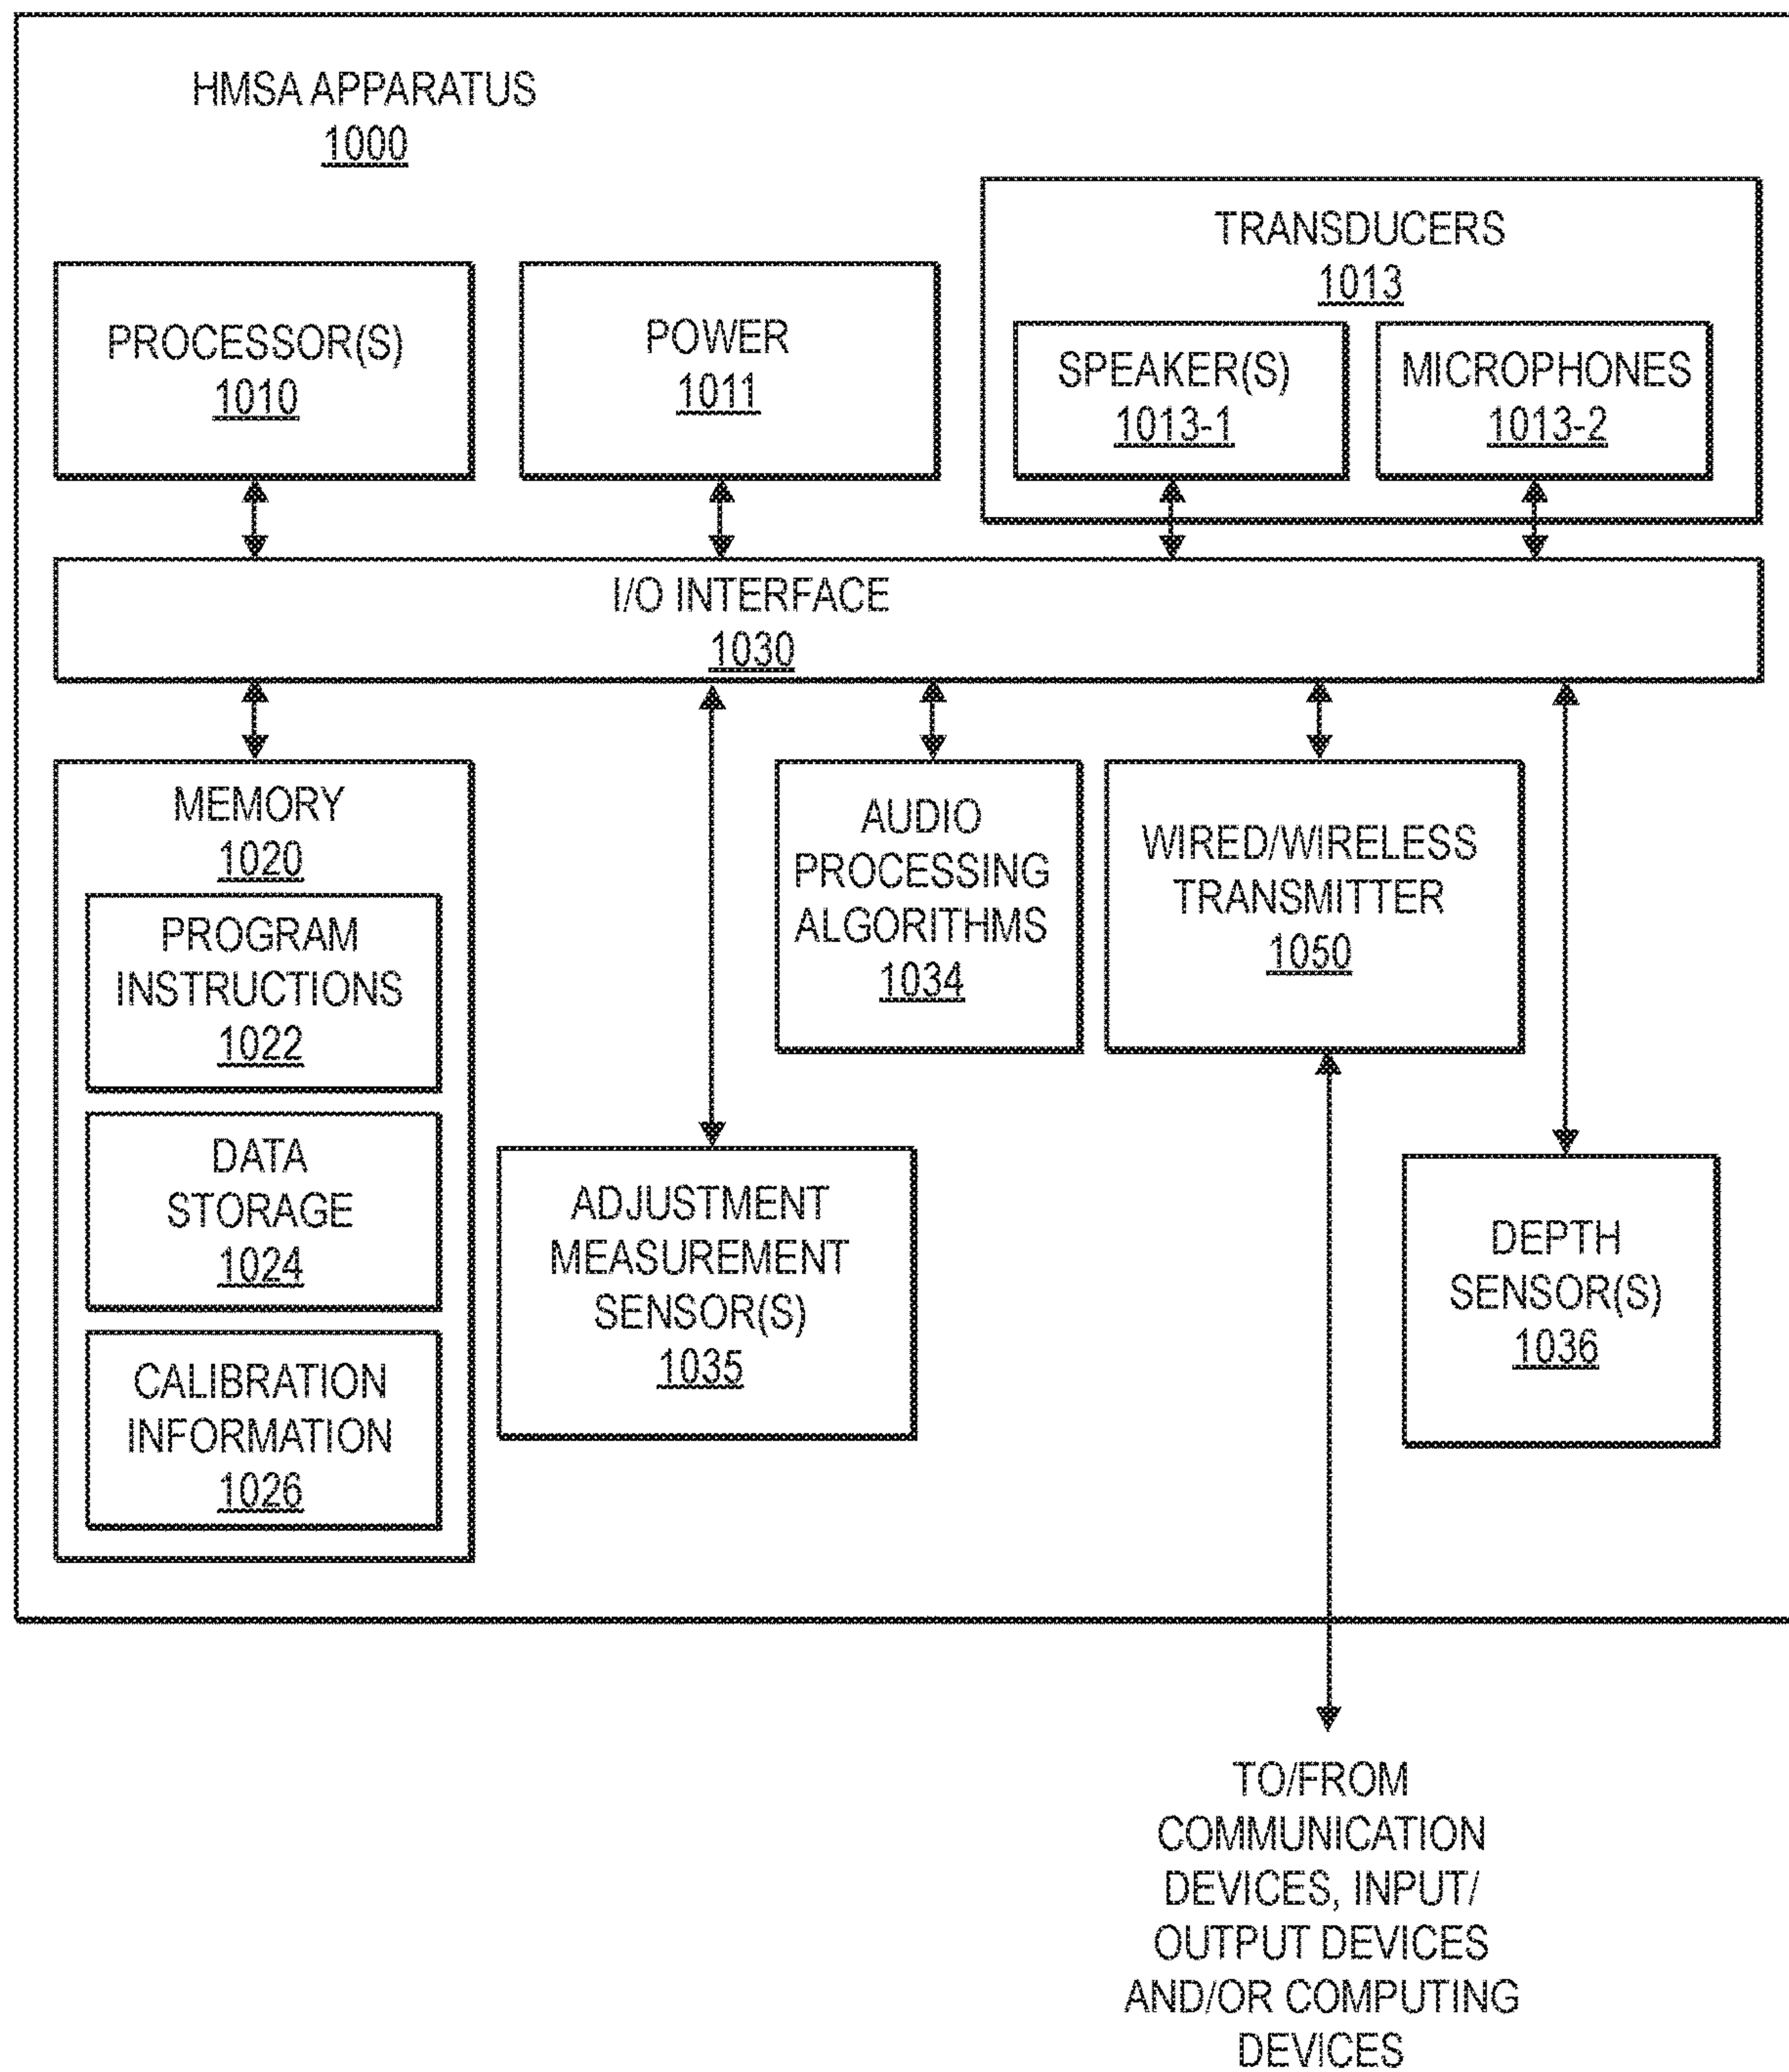 HMSA APPARATUS
1000
TRANSDUCERS
1013
PROCESSOR(S)
1010
POWER
1011
SPEAKER(S)
1013-1
MICROPHONES
1013-2
I/O INTERFACE
1030
MEMORY
1020
PROGRAM
INSTRUCTIONS
1022
DATA
STORAGE
1024
CALIBRATION
INFORMATION
1026
ADJUSTMENT
MEASUREMENT
SENSOR(S)
1035
AUDIO
PROCESSING
ALGORITHMS
1034
WIRED/WIRELESS
TRANSMITTER
1050
DEPTH
SENSOR(S)
1036
TO/FROM
COMMUNICATION
DEVICES, INPUT/
OUTPUT DEVICES
AND/OR COMPUTING
DEVICES